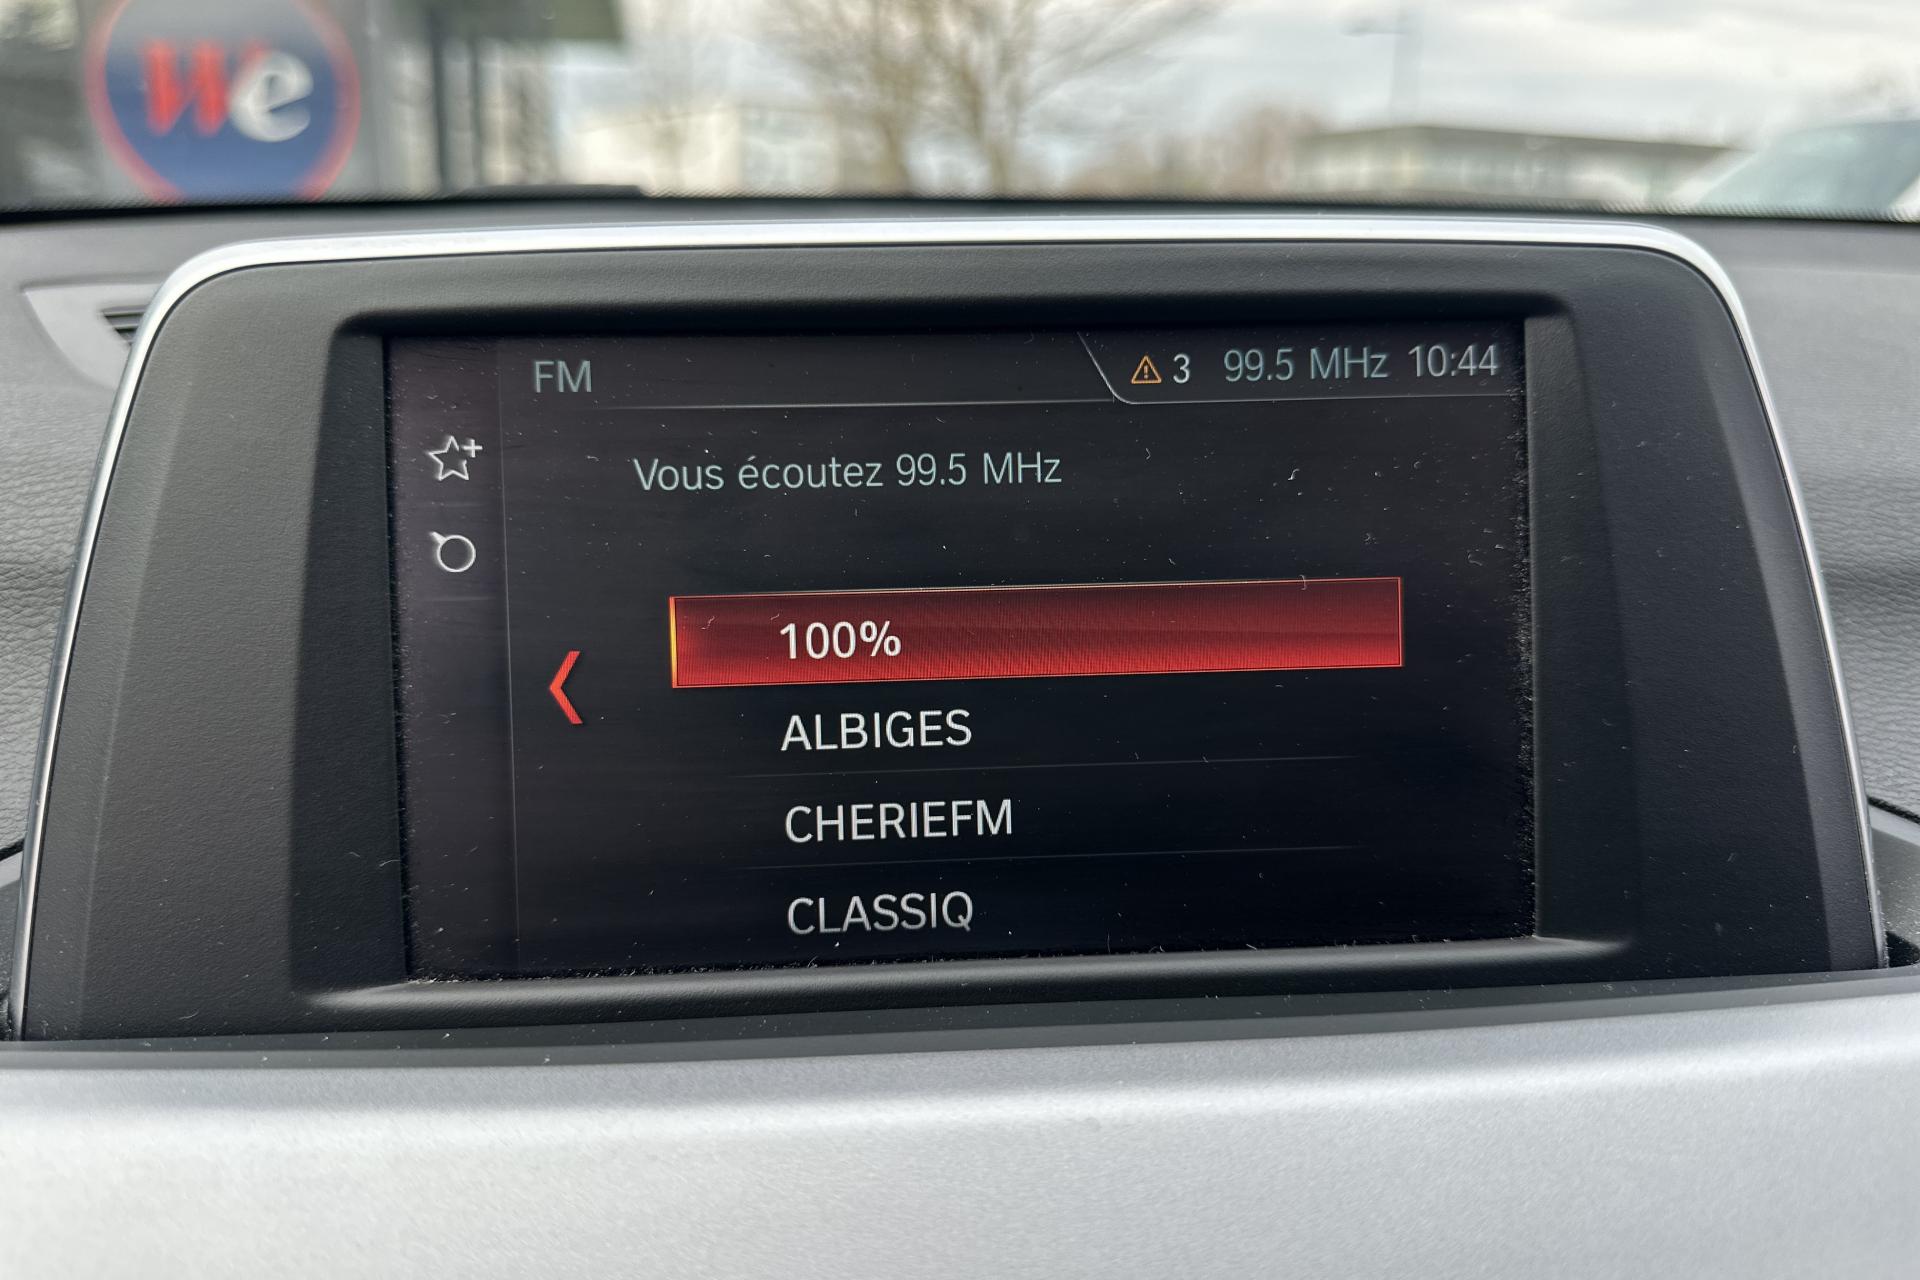 We
FM
3 99.5 MHz 10:44
Vous écoutez 99.5 MHz
100%
ALBIGES
CHERIEFM
CLASSIQ